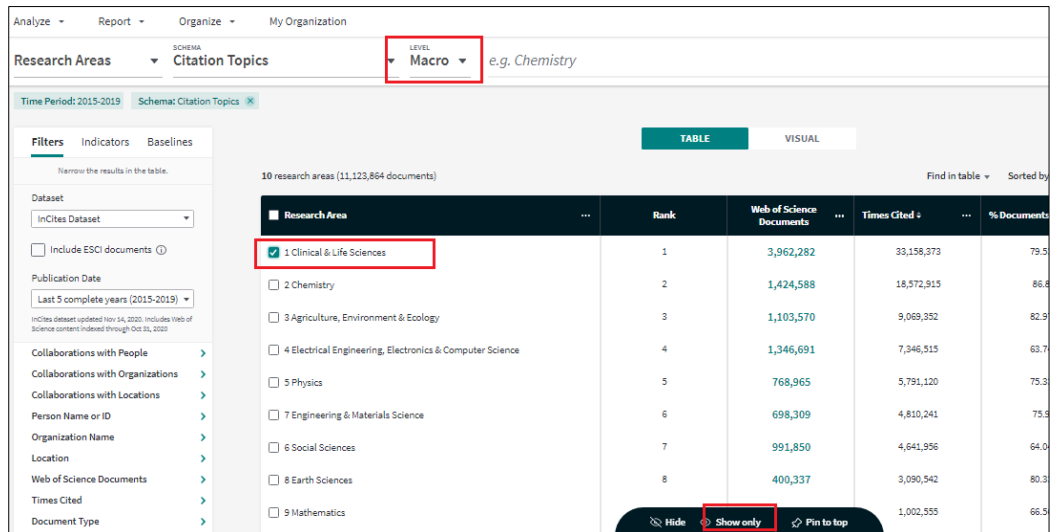 Analyze Report Organize My Organization
SCHEMA LEVEL
Research Areas Citation Topics Macro e.g. Chemistry
Time Period: 2015-2019 Schema: Citation Topics ×
Filters Indicators Baselines
Narrow the results in the table.
Dataset
InCites Dataset
Include ESCI documents
Publication Date
Last 5 complete years (2015-2019)
InCites dataset updated Nov 14, 2020. Includes Web of
Science content indexed through Oct 31, 2020
Collaborations with People
Collaborations with Organizations
Collaborations with Locations
Person Name or ID
Organization Name
Location
Web of Science Documents
Times Cited
Document Type
TABLE VISUAL
10 research areas (11,123,864 documents) Find in table Sorted by
Research Area ... Rank Web of Science Documents ... Times Cited ... % Documents
1 Clinical & Life Sciences 1 3,962,282 33,158,373 79.5
2 Chemistry 2 1,424,588 18,572,915 86.8
3 Agriculture, Environment & Ecology 3 1,103,570 9,069,352 82.9
4 Electrical Engineering, Electronics & Computer Science 4 1,346,691 7,346,515 63.7
5 Physics 5 768,965 5,791,120 75.3
7 Engineering & Materials Science 6 698,309 4,810,241 75.9
6 Social Sciences 7 991,850 4,641,956 64.0
8 Earth Sciences 8 400,337 3,090,542 80.3
9 Mathematics 1,002,555 66.5
Hide Show only Pin to top